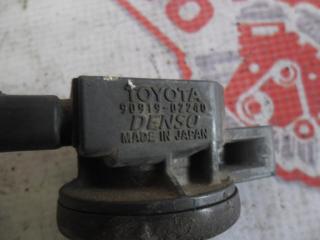 TOYOTA
90919-02240
DENSO
MADE IN JAPAN